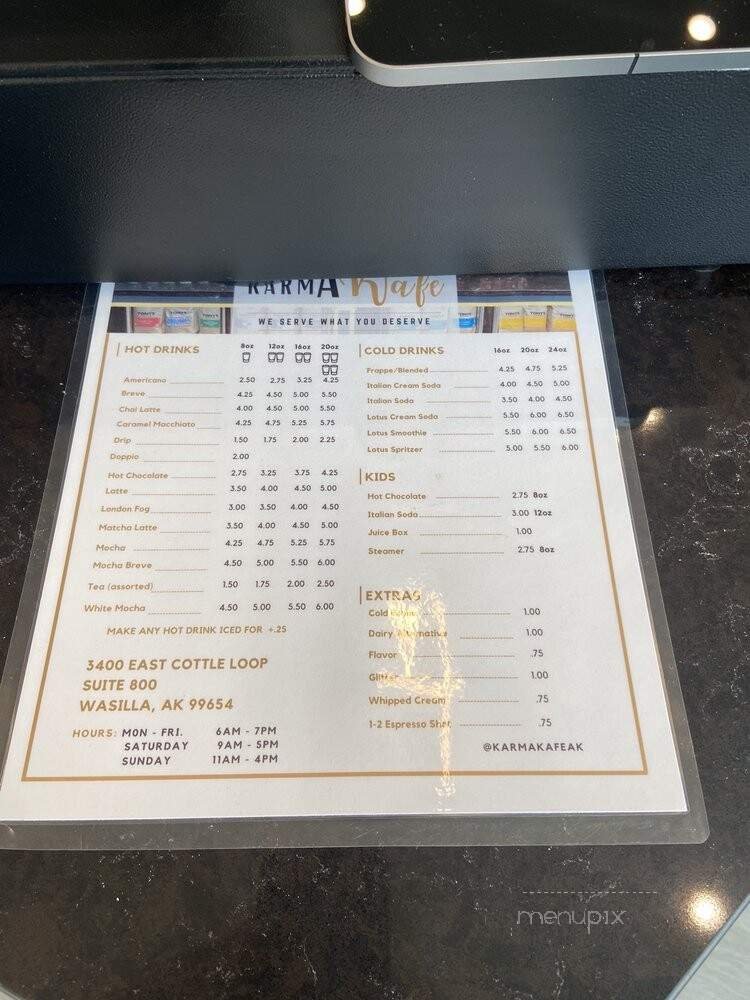 KARMA Kafe
WE SERVE WHAT YOU DESERVE
HOT DRINKS 8oz 12oz 16oz 20oz
Americano 2.50 2.75 3.25 4.25
Breve 4.25 4.50 5.00 5.50
Chai Latte 4.00 4.50 5.00 5.50
Caramel Macchiato 4.25 4.75 5.25 5.75
Drip 1.50 1.75 2.00 2.25
Doppio 2.00
Hot Chocolate 2.75 3.25 3.75 4.25
Latte 3.50 4.00 4.50 5.00
London Fog 3.00 3.50 4.00 4.50
Matcha Latte 3.50 4.00 4.50 5.00
Mocha 4.25 4.75 5.25 5.75
Mocha Breve 4.50 5.00 5.50 6.00
Tea (assorted) 1.50 1.75 2.00 2.50
White Mocha 4.50 5.00 5.50 6.00
MAKE ANY HOT DRINK ICED FOR +.25
3400 EAST COTTLE LOOP
SUITE 800
WASILLA, AK 99654
HOURS: MON - FRI. 6AM - 7PM
SATURDAY 9AM - 5PM
SUNDAY 11AM - 4PM
COLD DRINKS 16oz 20oz 24oz
Frappe/Blended 4.25 4.75 5.25
Italian Cream Soda 4.00 4.50 5.00
Italian Soda 3.50 4.00 4.50
Lotus Cream Soda 5.50 6.00 6.50
Lotus Smoothie 5.50 6.00 6.50
Lotus Spritzer 5.00 5.50 6.00
KIDS
Hot Chocolate 2.75 8oz
Italian Soda 3.00 12oz
Juice Box 1.00
Steamer 2.75 8oz
EXTRAS
Cold 1.00
Dairy Alternative 1.00
Flavor .75
Glitter 1.00
Whipped Cream .75
1-2 Espresso Shot .75
@KARMAKAFEAK
menupix